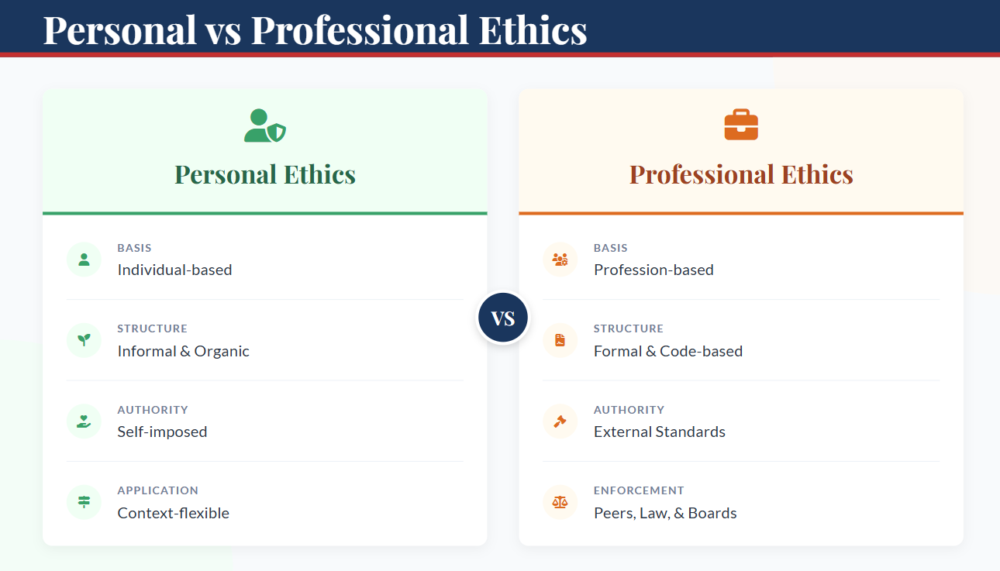 Personal vs Professional Ethics
Personal Ethics
BASIS
Individual-based
STRUCTURE
Informal & Organic
AUTHORITY
Self-imposed
APPLICATION
Context-flexible
VS
Professional Ethics
BASIS
Profession-based
STRUCTURE
Formal & Code-based
AUTHORITY
External Standards
ENFORCEMENT
Peers, Law, & Boards